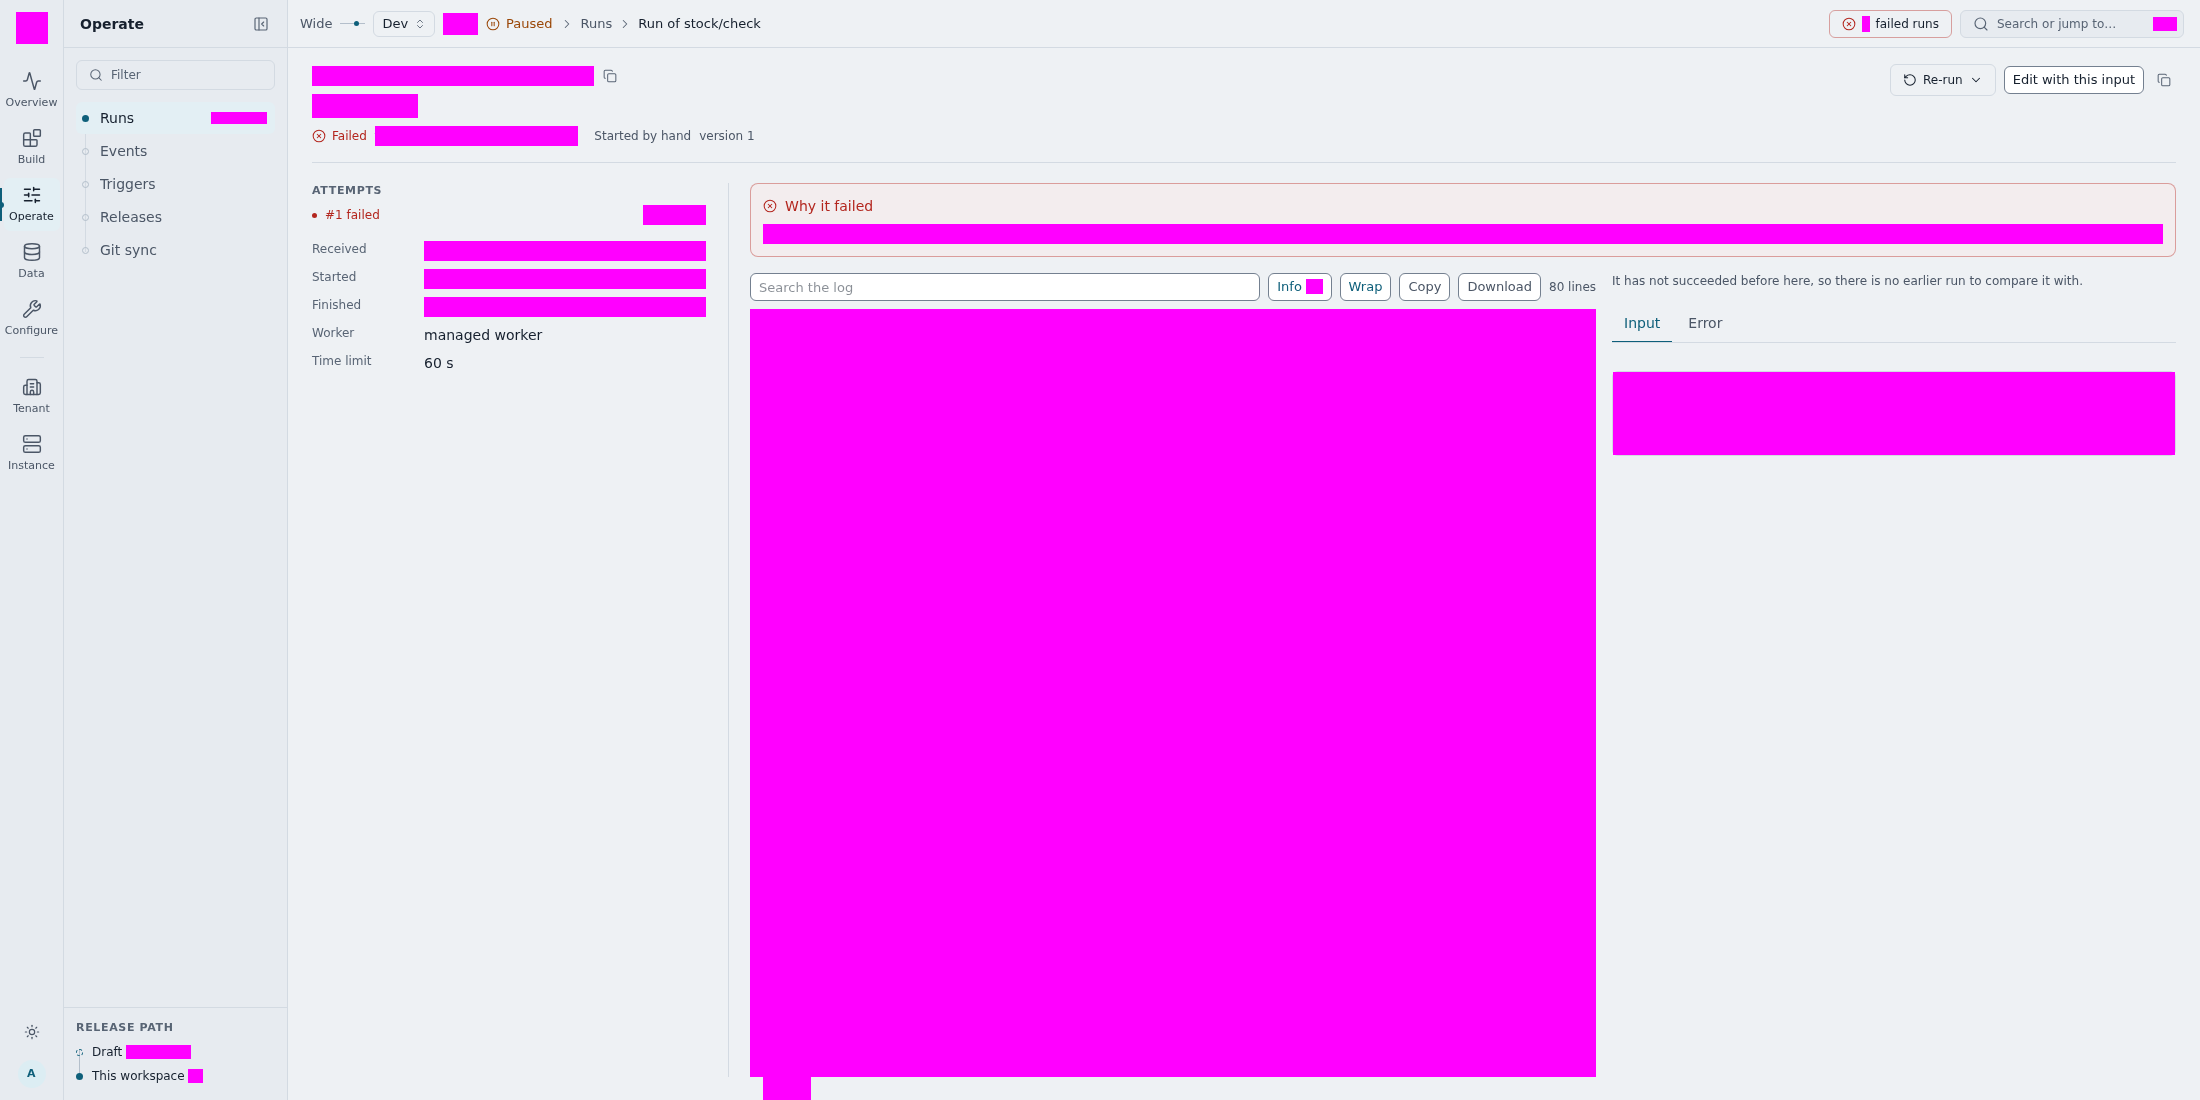 Operate
Wide
Dev
Paused
Runs
Run of stock/check
failed runs
Search or jump to...
Overview
Build
Operate
Data
Configure
Tenant
Instance
A
Filter
Runs
Events
Triggers
Releases
Git sync
RELEASE PATH
Draft
This workspace
Re-run
Edit with this input
Failed
Started by hand version 1
ATTEMPTS
#1 failed
Received
Started
Finished
Worker managed worker
Time limit 60 s
Why it failed
Search the log
Info
Wrap
Copy
Download
80 lines
It has not succeeded before here, so there is no earlier run to compare it with.
Input
Error